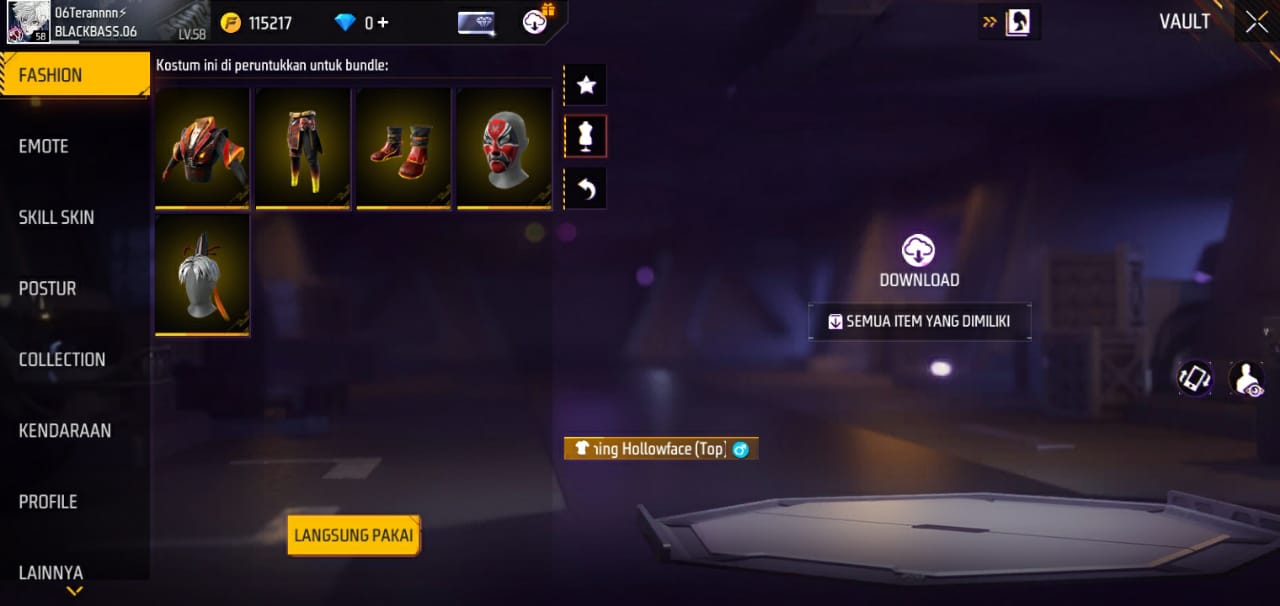 06Terannnn⚡
BLACKBASS.06
58
LV.58
115217
0 +
VAULT
FASHION
Kostum ini di peruntukkan untuk bundle:
EMOTE
SKILL SKIN
POSTUR
COLLECTION
KENDARAAN
PROFILE
LAINNYA
DOWNLOAD
SEMUA ITEM YANG DIMILIKI
ning Hollowface (Top)
LANGSUNG PAKAI